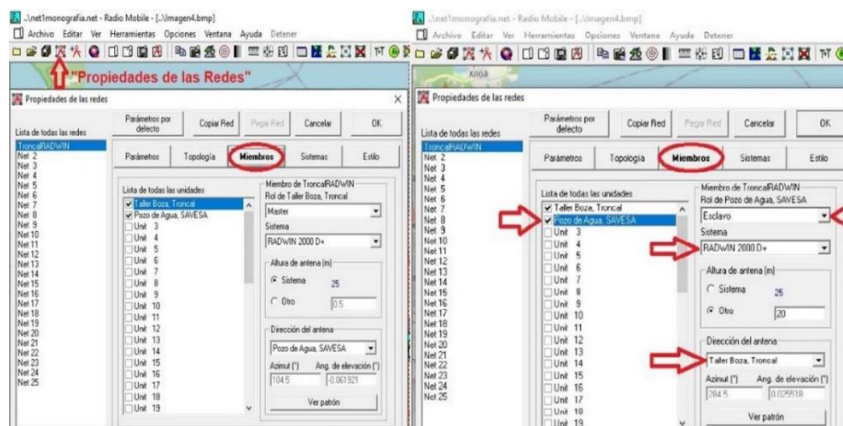 ..\net1monografia.net - Radio Mobile - [..\Imagen4.bmp]
Archivo Editar Ver Herramientas Opciones Ventana Ayuda Detener
"Propiedades de las Redes"
Propiedades de las redes
Lista de todas las redes
Parámetros por defecto
Copiar Red
Pegar Red
Cancelar
OK
TroncalRADWIN
Net 2
Net 3
Net 4
Net 5
Net 6
Net 7
Net 8
Net 9
Net 10
Net 11
Net 12
Net 13
Net 14
Net 15
Net 16
Net 17
Net 18
Net 19
Net 20
Net 21
Net 22
Net 23
Net 24
Net 25
Parámetros
Topología
Miembros
Sistemas
Estilo
Lista de todas las unidades
Taller Boza, Troncal
Pozo de Agua, SAVESA
Unit 3
Unit 4
Unit 5
Unit 6
Unit 7
Unit 8
Unit 9
Unit 10
Unit 11
Unit 12
Unit 13
Unit 14
Unit 15
Unit 16
Unit 17
Unit 18
Unit 19
Miembro de TroncalRADWIN
Rol de Taller Boza, Troncal
Master
Sistema
RADWIN 2000 D+
Altura de antena (m)
Sistema 25
Otro 0.5
Dirección del antena
Pozo de Agua, SAVESA
Azimut (°) Ang. de elevación (°)
104.5 -0.061921
Ver patrón
..\net1monografia.net - Radio Mobile - [..\Imagen4.bmp]
Archivo Editar Ver Herramientas Opciones Ventana Ayuda Detener
Xiloá
Propiedades de las redes
Lista de todas las redes
Parámetros por defecto
Copiar Red
Pegar Red
Cancelar
OK
TroncalRADWIN
Net 2
Net 3
Net 4
Net 5
Net 6
Net 7
Net 8
Net 9
Net 10
Net 11
Net 12
Net 13
Net 14
Net 15
Net 16
Net 17
Net 18
Net 19
Net 20
Net 21
Net 22
Net 23
Net 24
Net 25
Parámetros
Topología
Miembros
Sistemas
Estilo
Lista de todas las unidades
Taller Boza, Troncal
Pozo de Agua, SAVESA
Unit 3
Unit 4
Unit 5
Unit 6
Unit 7
Unit 8
Unit 9
Unit 10
Unit 11
Unit 12
Unit 13
Unit 14
Unit 15
Unit 16
Unit 17
Unit 18
Unit 19
Miembro de TroncalRADWIN
Rol de Pozo de Agua, SAVESA
Esclavo
Sistema
RADWIN 2000 D+
Altura de antena (m)
Sistema 25
Otro 20
Dirección del antena
Taller Boza, Troncal
Azimut (°) Ang. de elevación (°)
284.5 0.025518
Ver patrón